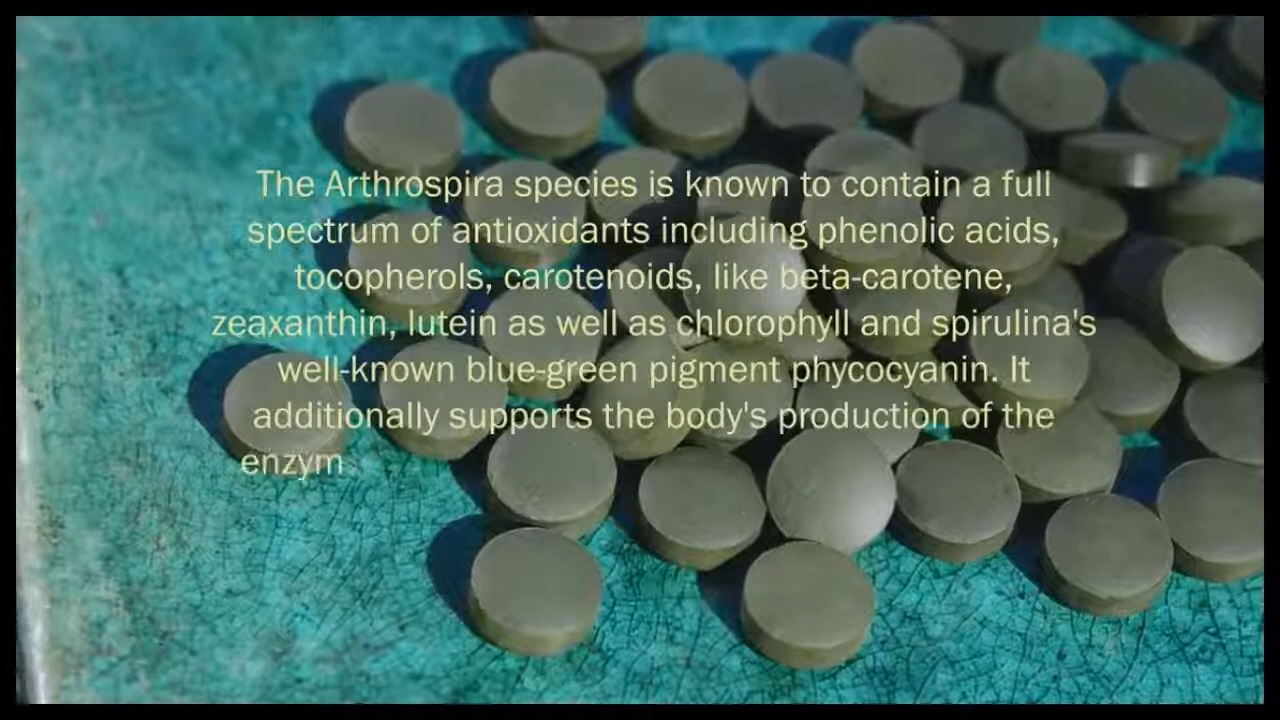 The Arthrospira species is known to contain a full
spectrum of antioxidants including phenolic acids,
tocopherols, carotenoids, like beta-carotene,
zeaxanthin, lutein as well as chlorophyll and spirulina's
well-known blue-green pigment phycocyanin. It
additionally supports the body's production of the
enzym